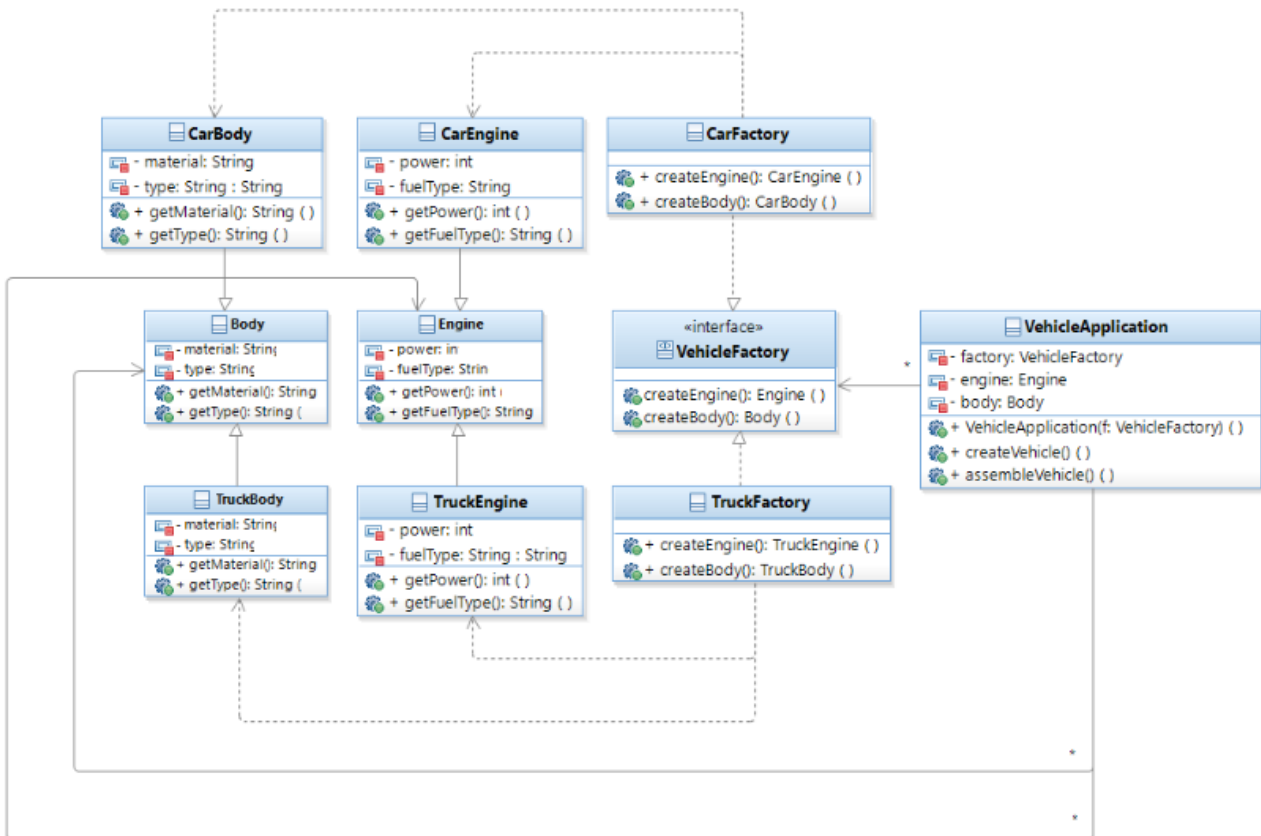 CarBody
- material: String
- type: String : String
+ getMaterial(): String ( )
+ getType(): String ( )
CarEngine
- power: int
- fuelType: String
+ getPower(): int ( )
+ getFuelType(): String ( )
CarFactory
+ createEngine(): CarEngine ( )
+ createBody(): CarBody ( )
Body
- material: String
- type: String
+ getMaterial(): String
+ getType(): String (
Engine
- power: in
- fuelType: Strin
+ getPower(): int (
+ getFuelType(): String
«interface»
VehicleFactory
createEngine(): Engine ( )
createBody(): Body ( )
*
VehicleApplication
- factory: VehicleFactory
- engine: Engine
- body: Body
+ VehicleApplication(f: VehicleFactory) ( )
+ createVehicle() ( )
+ assembleVehicle() ( )
TruckBody
- material: String
- type: String
+ getMaterial(): String
+ getType(): String (
TruckEngine
- power: int
- fuelType: String : String
+ getPower(): int ( )
+ getFuelType(): String ( )
TruckFactory
+ createEngine(): TruckEngine ( )
+ createBody(): TruckBody ( )
*
*